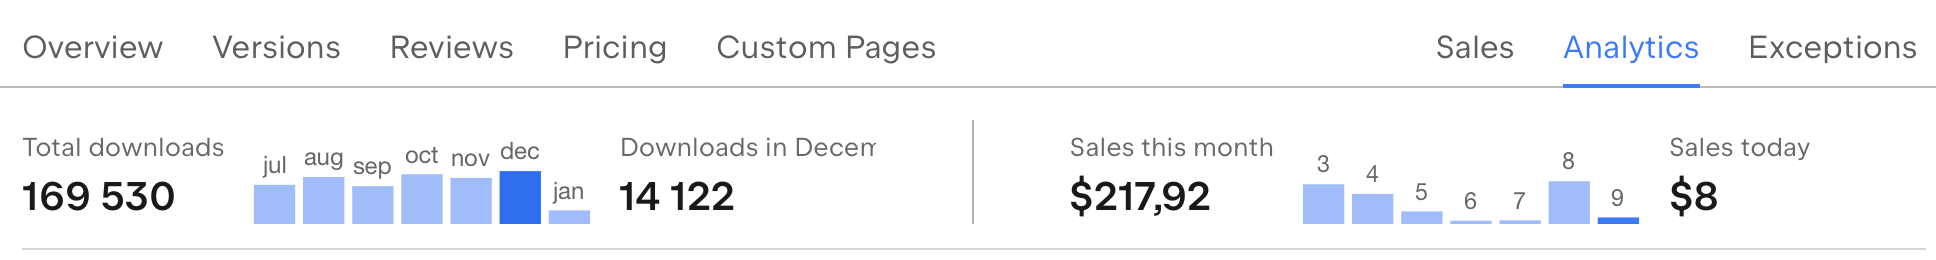 Overview Versions Reviews Pricing Custom Pages Sales Analytics Exceptions
Total downloads
169 530
jul aug sep oct nov dec jan
Downloads in Decem
14 122
Sales this month
$217,92
3 4 5 6 7 8 9
Sales today
$8